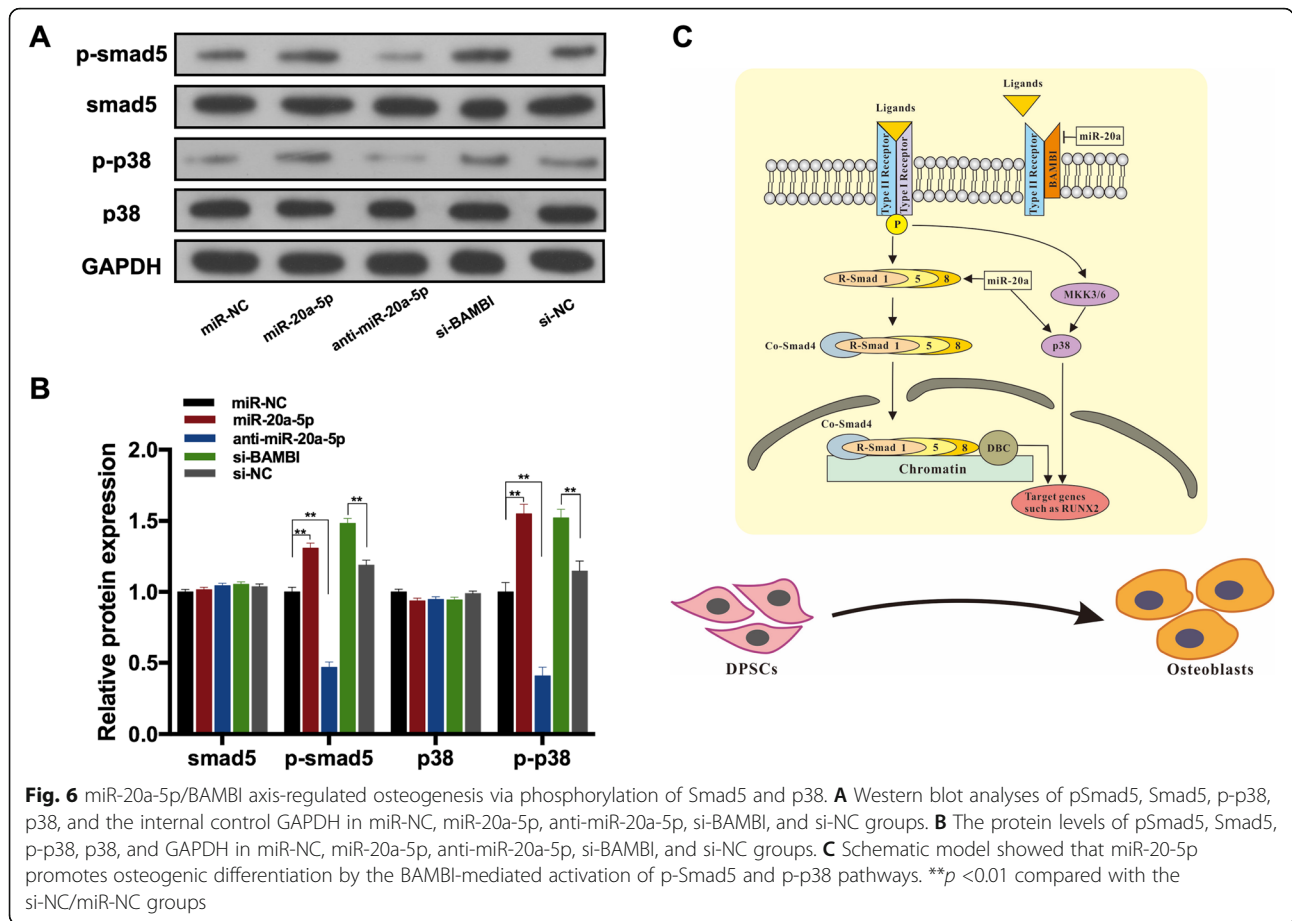 A
p-smad5
smad5
p-p38
p38
GAPDH
miR-NC
miR-20a-5p
anti-miR-20a-5p
si-BAMBI
si-NC
B
miR-NC
miR-20a-5p
anti-miR-20a-5p
si-BAMBI
si-NC
Relative protein expression
2.0
1.5
1.0
0.5
0.0
**
**
**
**
**
**
smad5
p-smad5
p38
p-p38
C
Ligands
Ligands
Type II Receptor
Type I Receptor
Type II Receptor
BAMBI
miR-20a
P
R-Smad 1 5 8
miR-20a
MKK3/6
Co-Smad4
R-Smad 1 5 8
p38
Co-Smad4
R-Smad 1 5 8
DBC
Chromatin
Target genes
such as RUNX2
DPSCs
Osteoblasts
Fig. 6 miR-20a-5p/BAMBI axis-regulated osteogenesis via phosphorylation of Smad5 and p38. A Western blot analyses of pSmad5, Smad5, p-p38,
p38, and the internal control GAPDH in miR-NC, miR-20a-5p, anti-miR-20a-5p, si-BAMBI, and si-NC groups. B The protein levels of pSmad5, Smad5,
p-p38, p38, and GAPDH in miR-NC, miR-20a-5p, anti-miR-20a-5p, si-BAMBI, and si-NC groups. C Schematic model showed that miR-20-5p
promotes osteogenic differentiation by the BAMBI-mediated activation of p-Smad5 and p-p38 pathways. **p <0.01 compared with the
si-NC/miR-NC groups